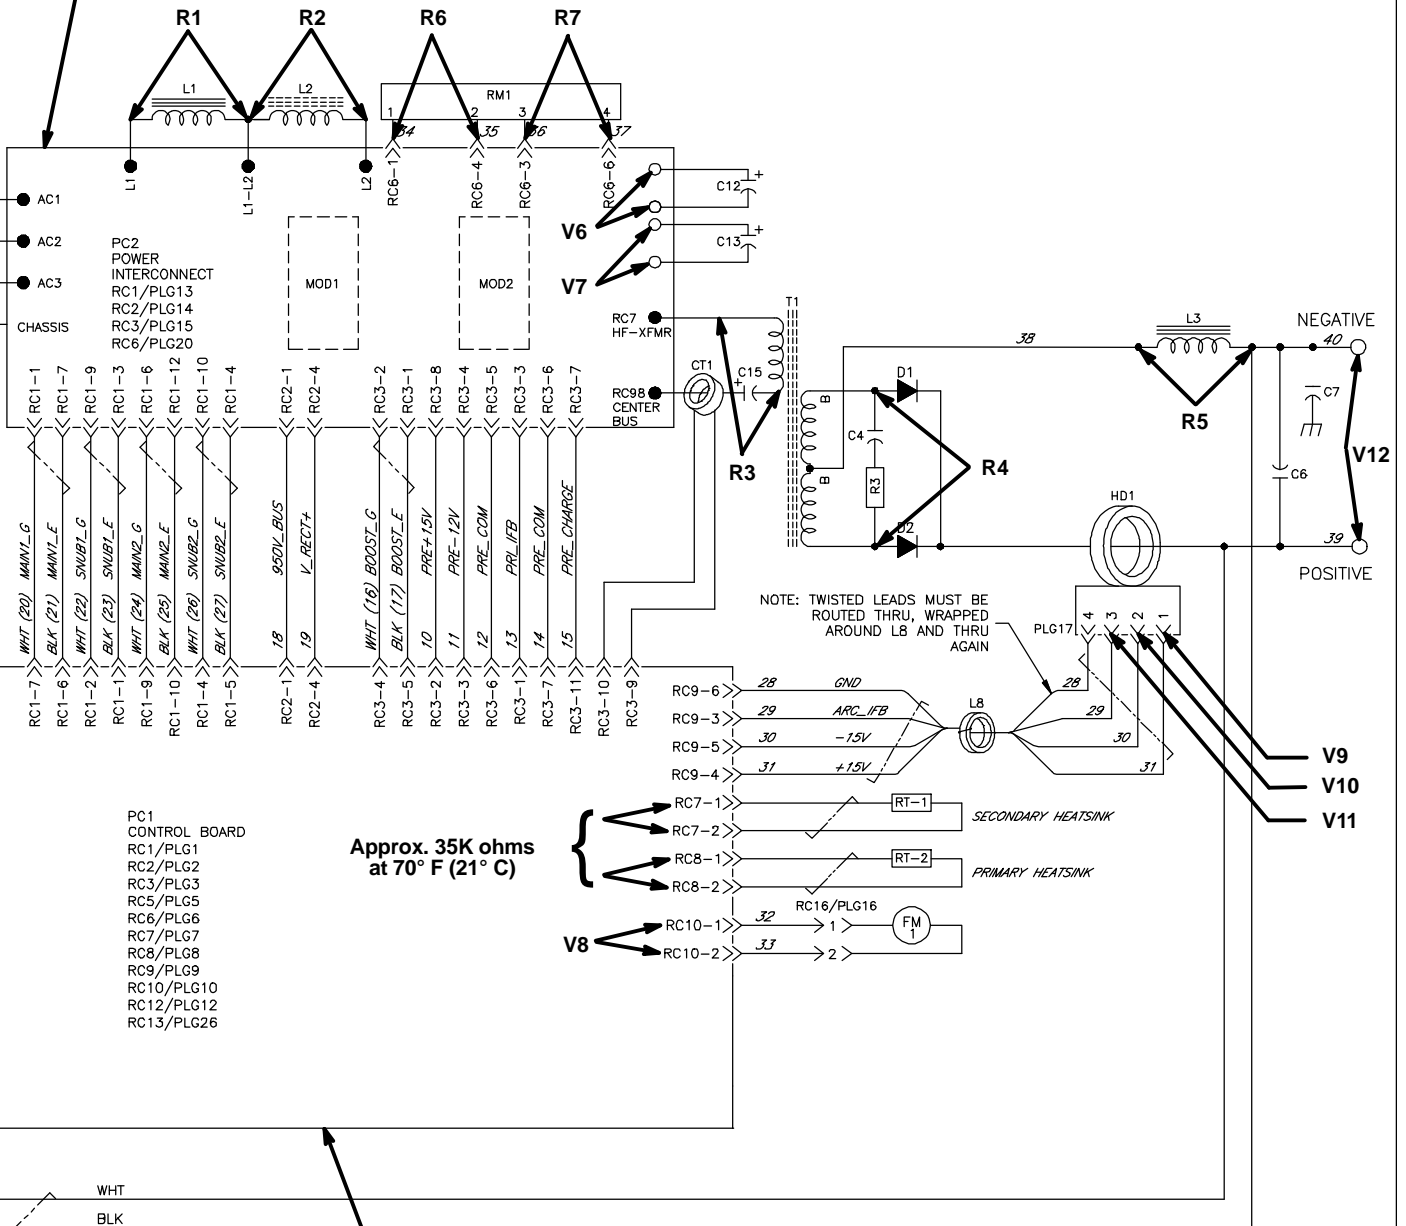 R1 R2 R6 R7
L1 L2 RM1
1 2 3 4
34 35 36 37
L1 L1-L2 L2 RC6-1 RC6-4 RC6-3 RC6-6
AC1
AC2
AC3
CHASSIS
PC2
POWER
INTERCONNECT
RC1/PLG13
RC2/PLG14
RC3/PLG15
RC6/PLG20
MOD1 MOD2
C12 +
C13 +
V6
V7
RC7
HF-XFMR
RC98
CENTER
BUS
CT1
+ C15
T1
R3
B
B
C4
R3
D1
D2
R4
38
L3
R5
NEGATIVE
40
C7
C6
V12
39
POSITIVE
HD1
RC1-1 RC1-7 RC1-9 RC1-3 RC1-6 RC1-12 RC1-10 RC1-4 RC2-1 RC2-4 RC3-2 RC3-1 RC3-8 RC3-4 RC3-5 RC3-3 RC3-6 RC3-7
WHT (20) MAIN1_G
BLK (21) MAIN1_E
WHT (22) SNUB1_G
BLK (23) SNUB1_E
WHT (24) MAIN2_G
BLK (25) MAIN2_E
WHT (26) SNUB2_G
BLK (27) SNUB2_E
18 950V_BUS
19 V_RECT+
WHT (16) BOOST_G
BLK (17) BOOST_E
10 PRE+15V
11 PRE-12V
12 PRE_COM
13 PRI_IFB
14 PRE_COM
15 PRE_CHARGE
RC1-7 RC1-6 RC1-2 RC1-1 RC1-9 RC1-10 RC1-4 RC1-5 RC2-1 RC2-4 RC3-4 RC3-5 RC3-2 RC3-3 RC3-6 RC3-1 RC3-7 RC3-11 RC3-10 RC3-9
NOTE: TWISTED LEADS MUST BE
ROUTED THRU, WRAPPED
AROUND L8 AND THRU
AGAIN
PLG17
4 3 2 1
RC9-6 28 GND 28
RC9-3 29 ARC_IFB L8 29
RC9-5 30 -15V 30
RC9-4 31 +15V 31
V9
V10
V11
RC7-1 RT-1
RC7-2
SECONDARY HEATSINK
RC8-1 RT-2
RC8-2
PRIMARY HEATSINK
Approx. 35K ohms
at 70° F (21° C)
{
RC16/PLG16
RC10-1 32 1 FM
1
RC10-2 33 2
V8
PC1
CONTROL BOARD
RC1/PLG1
RC2/PLG2
RC3/PLG3
RC5/PLG5
RC6/PLG6
RC7/PLG7
RC8/PLG8
RC9/PLG9
RC10/PLG10
RC12/PLG12
RC13/PLG26
WHT
BLK